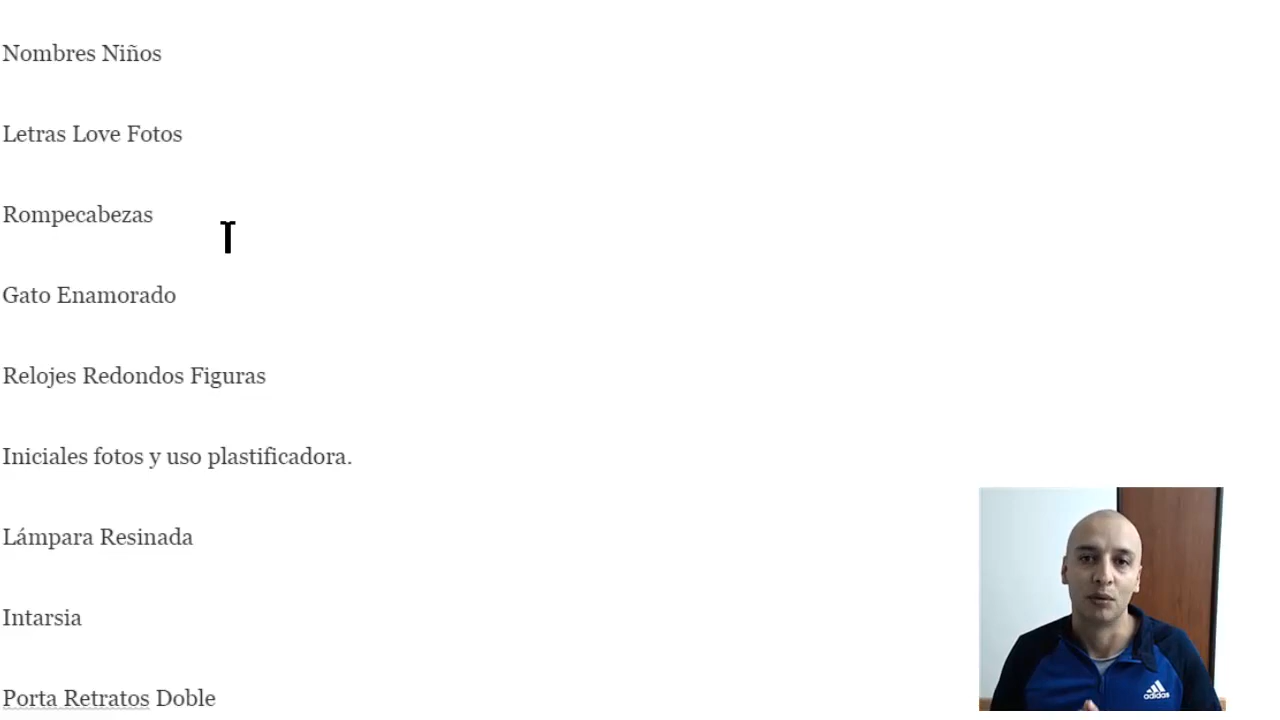 Nombres Niños
Letras Love Fotos
Rompecabezas
Gato Enamorado
Relojes Redondos Figuras
Iniciales fotos y uso plastificadora.
Lámpara Resinada
Intarsia
Porta Retratos Doble
adidas